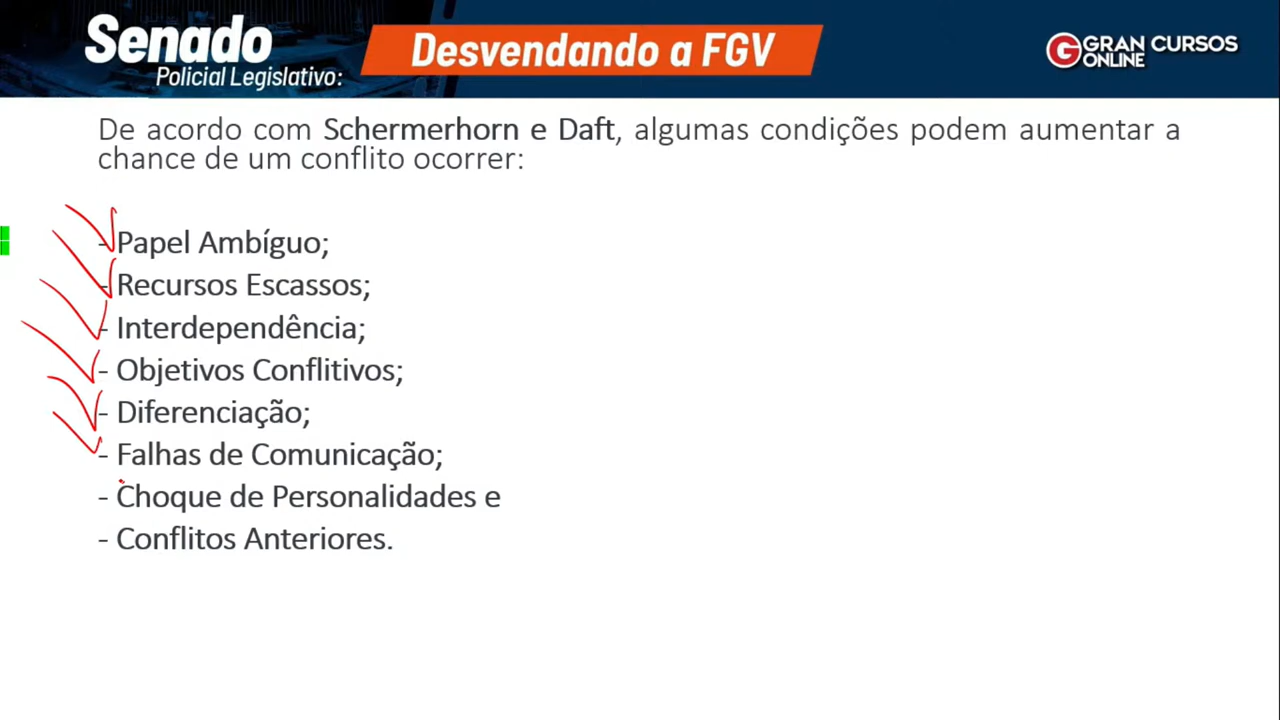 Senado
Policial Legislativo:
Desvendando a FGV
GRAN CURSOS
ONLINE
De acordo com Schermerhorn e Daft, algumas condições podem aumentar a
chance de um conflito ocorrer:
- Papel Ambíguo;
- Recursos Escassos;
- Interdependência;
- Objetivos Conflitivos;
- Diferenciação;
- Falhas de Comunicação;
- Choque de Personalidades e
- Conflitos Anteriores.